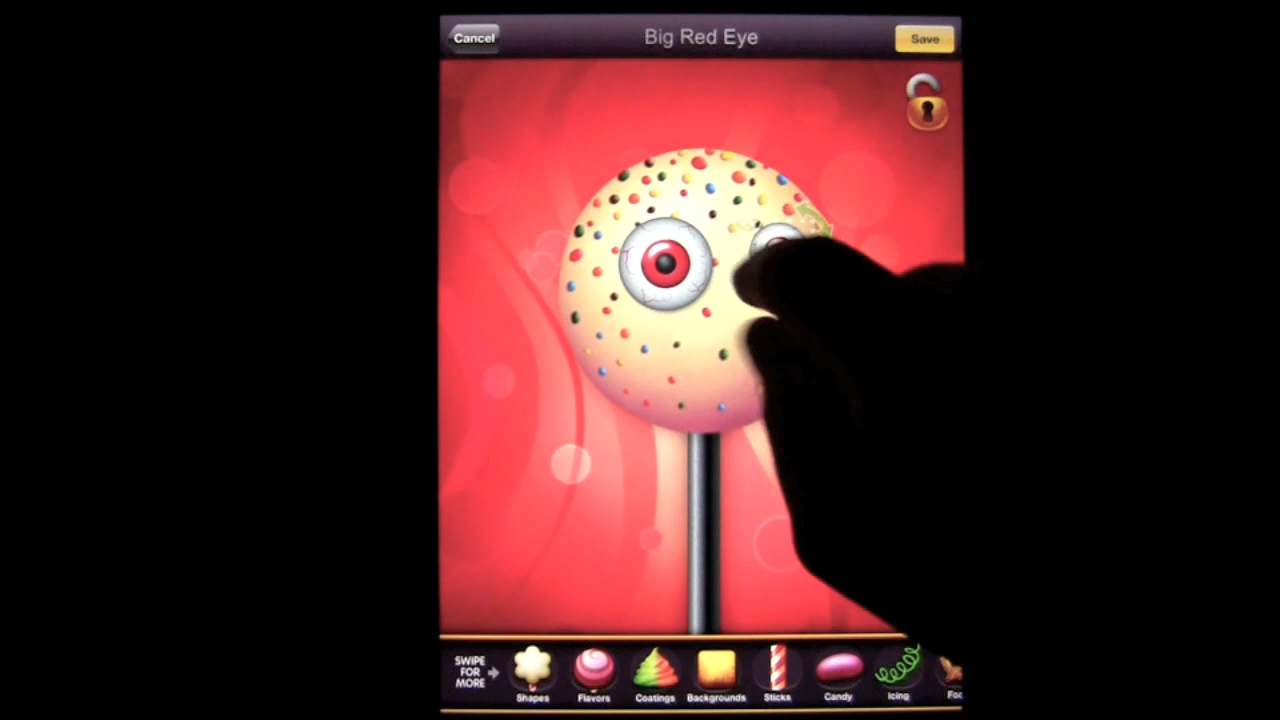 Cancel
Big Red Eye
Save
SWIPE
FOR
MORE
Shapes
Flavors
Coatings
Backgrounds
Sticks
Candy
Icing